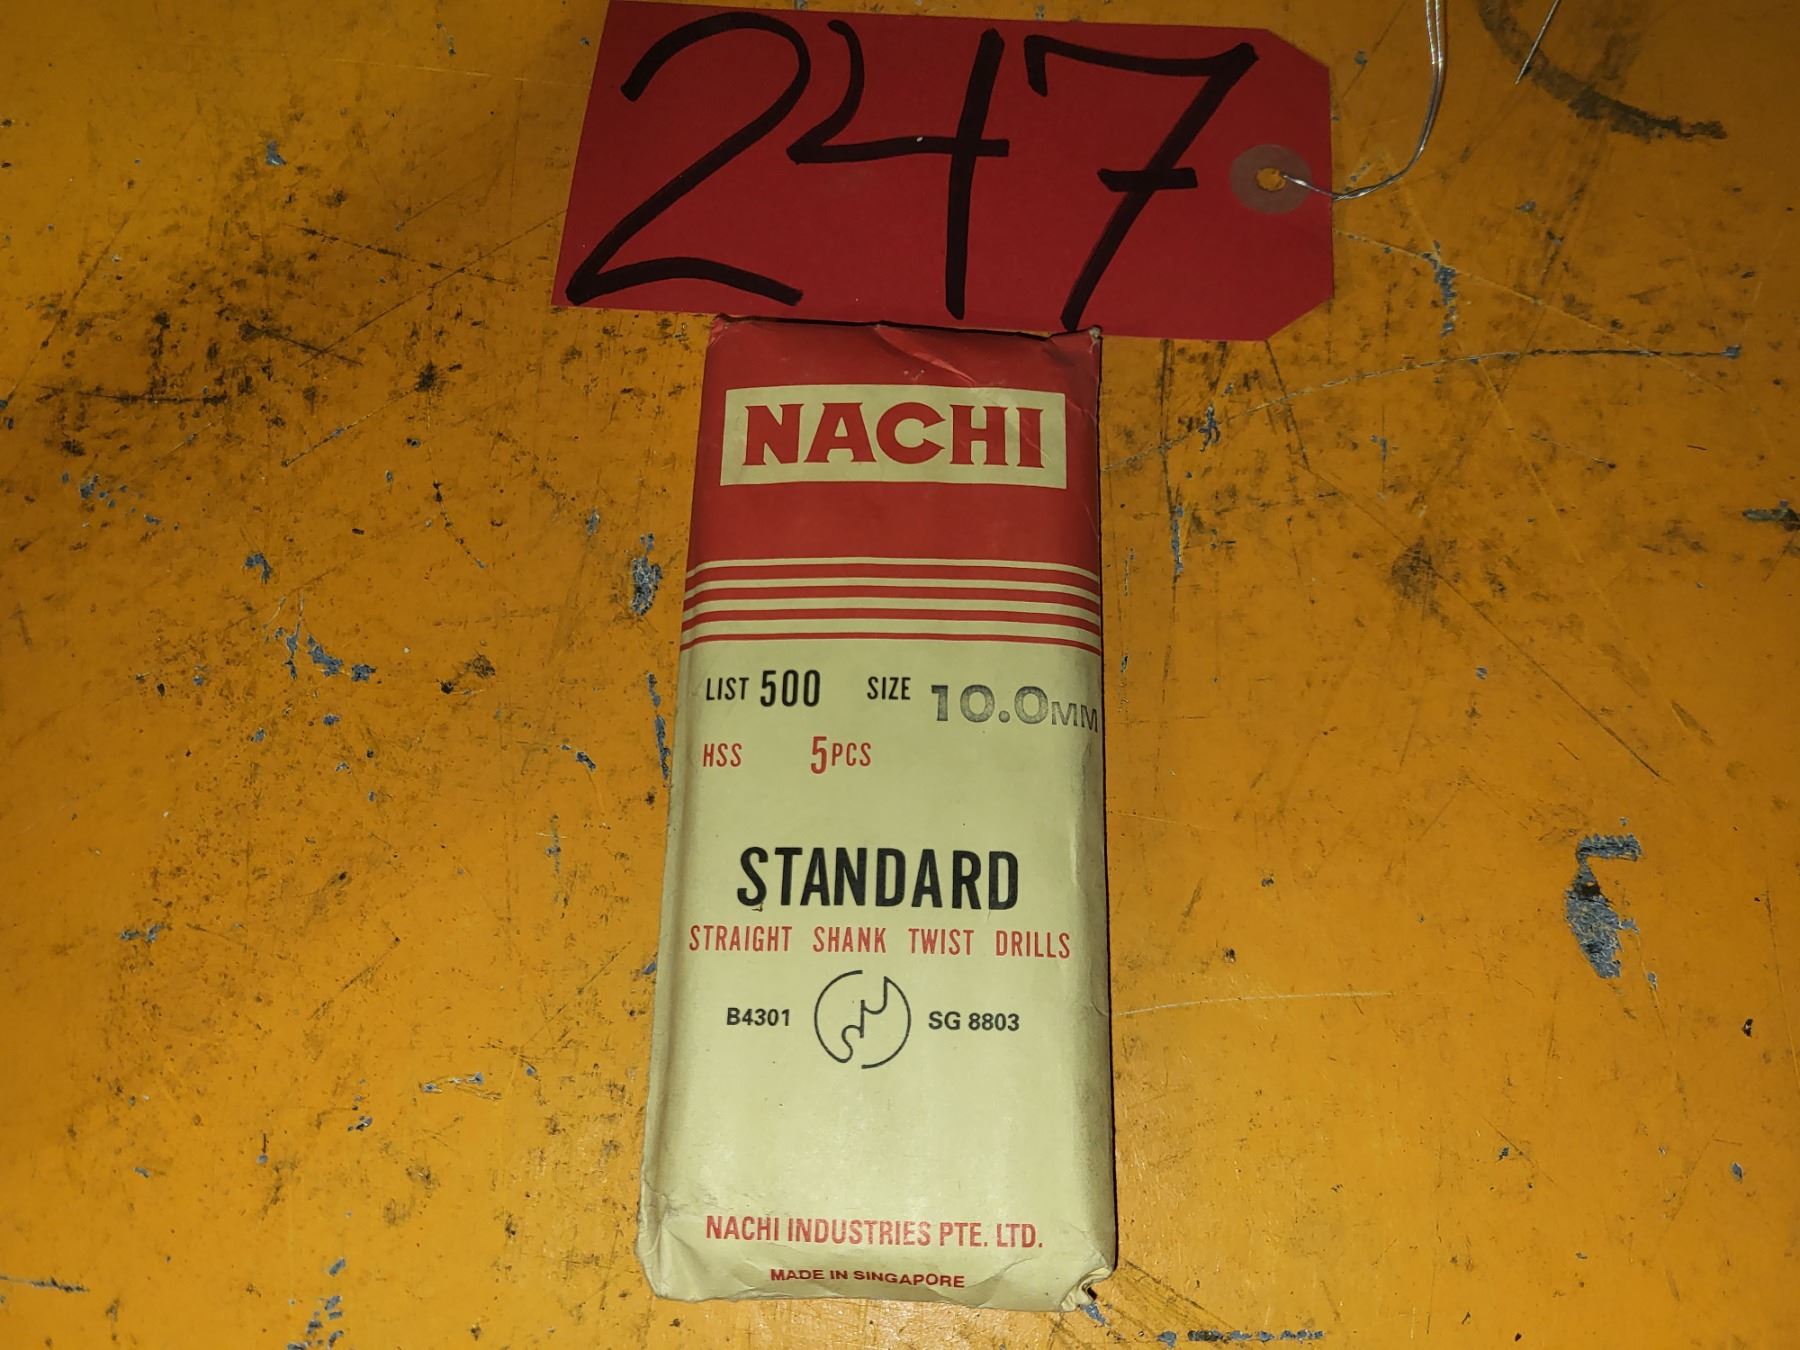 247
NACHI
LIST 500 SIZE 10.0MM
HSS 5PCS
STANDARD
STRAIGHT SHANK TWIST DRILLS
B4301 SG 8803
NACHI INDUSTRIES PTE. LTD.
MADE IN SINGAPORE